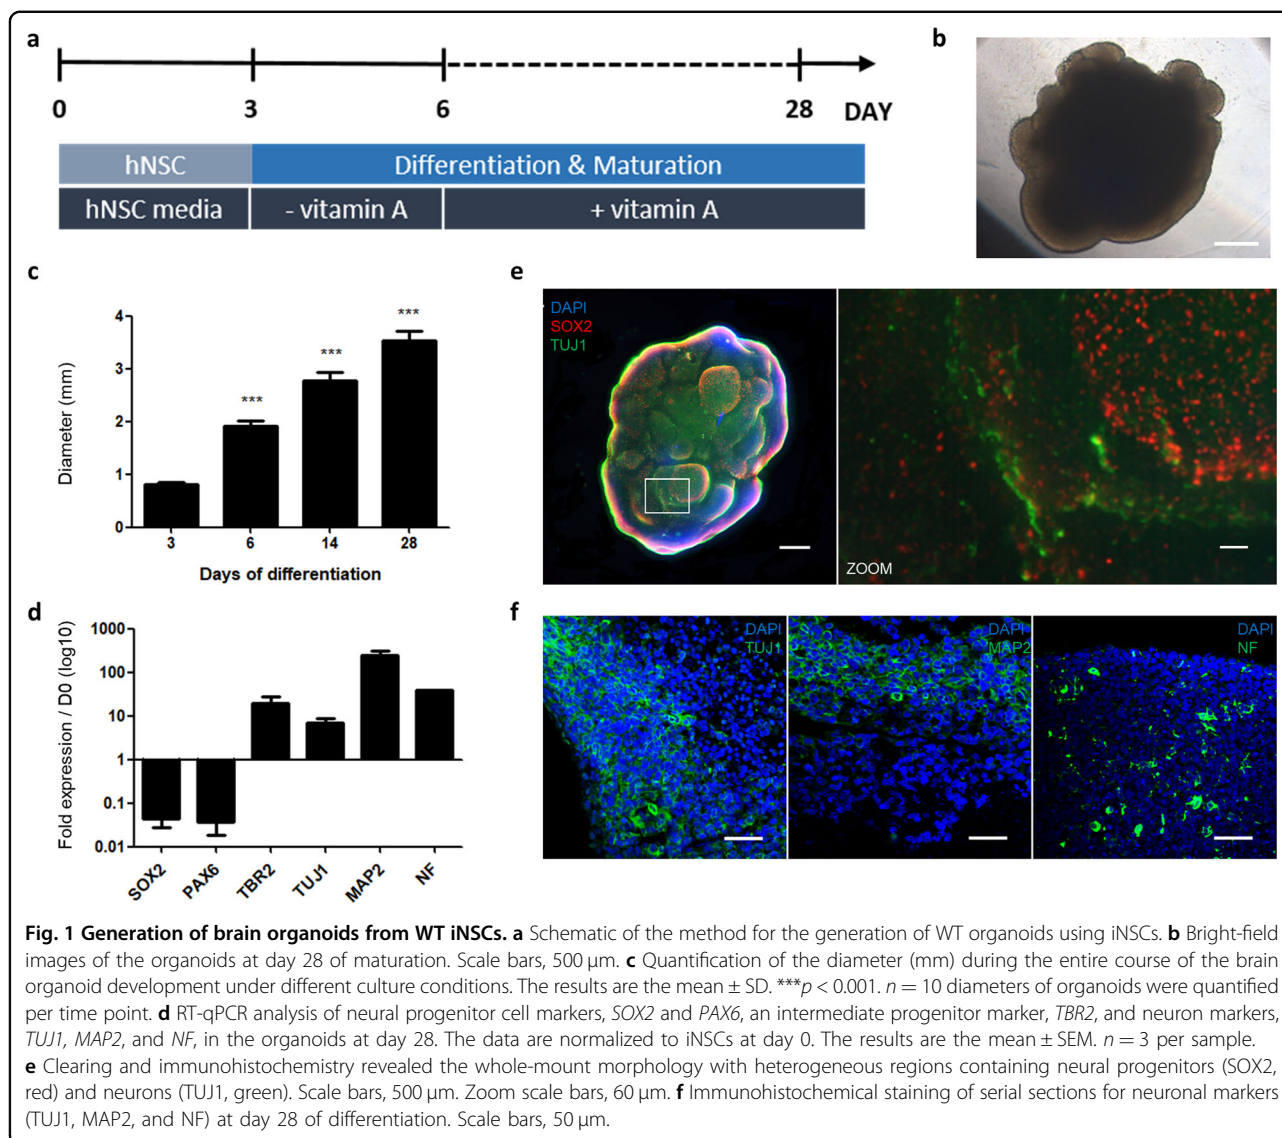 a
0 3 6 28 DAY
hNSC Differentiation & Maturation
hNSC media - vitamin A + vitamin A
b
c
Diameter (mm)
4
3
2
1
0
***
***
***
3 6 14 28
Days of differentiation
d
Fold expression / D0 (log10)
1000
100
10
1
0.1
0.01
SOX2 PAX6 TBR2 TUJ1 MAP2 NF
e
DAPI
SOX2
TUJ1
ZOOM
f
DAPI
TUJ1
DAPI
MAP2
DAPI
NF
Fig. 1 Generation of brain organoids from WT iNSCs. a Schematic of the method for the generation of WT organoids using iNSCs. b Bright-field
images of the organoids at day 28 of maturation. Scale bars, 500 µm. c Quantification of the diameter (mm) during the entire course of the brain
organoid development under different culture conditions. The results are the mean ± SD. ***p < 0.001. n = 10 diameters of organoids were quantified
per time point. d RT-qPCR analysis of neural progenitor cell markers, SOX2 and PAX6, an intermediate progenitor marker, TBR2, and neuron markers,
TUJ1, MAP2, and NF, in the organoids at day 28. The data are normalized to iNSCs at day 0. The results are the mean ± SEM. n = 3 per sample.
e Clearing and immunohistochemistry revealed the whole-mount morphology with heterogeneous regions containing neural progenitors (SOX2,
red) and neurons (TUJ1, green). Scale bars, 500 µm. Zoom scale bars, 60 µm. f Immunohistochemical staining of serial sections for neuronal markers
(TUJ1, MAP2, and NF) at day 28 of differentiation. Scale bars, 50 µm.